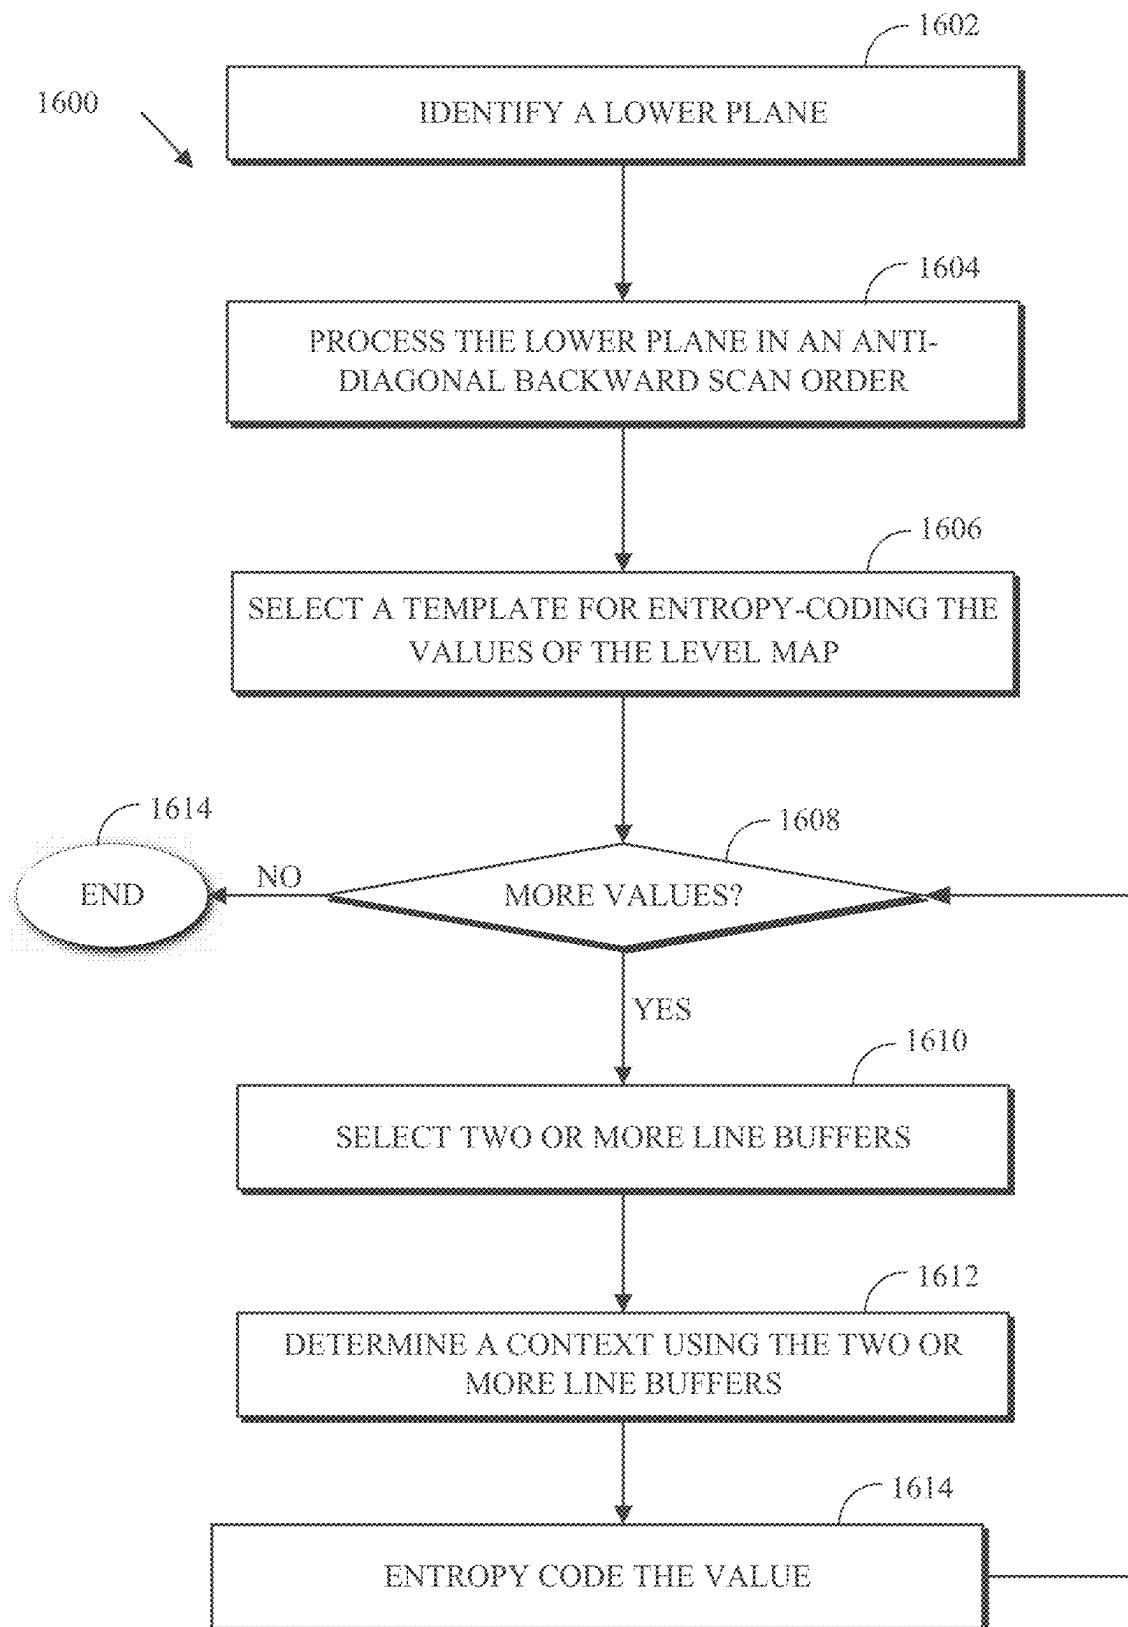 1602
1600
IDENTIFY A LOWER PLANE
1604
PROCESS THE LOWER PLANE IN AN ANTI-
DIAGONAL BACKWARD SCAN ORDER
1606
SELECT A TEMPLATE FOR ENTROPY-CODING THE
VALUES OF THE LEVEL MAP
1614
1608
END
NO
MORE VALUES?
YES
1610
SELECT TWO OR MORE LINE BUFFERS
1612
DETERMINE A CONTEXT USING THE TWO OR
MORE LINE BUFFERS
1614
ENTROPY CODE THE VALUE